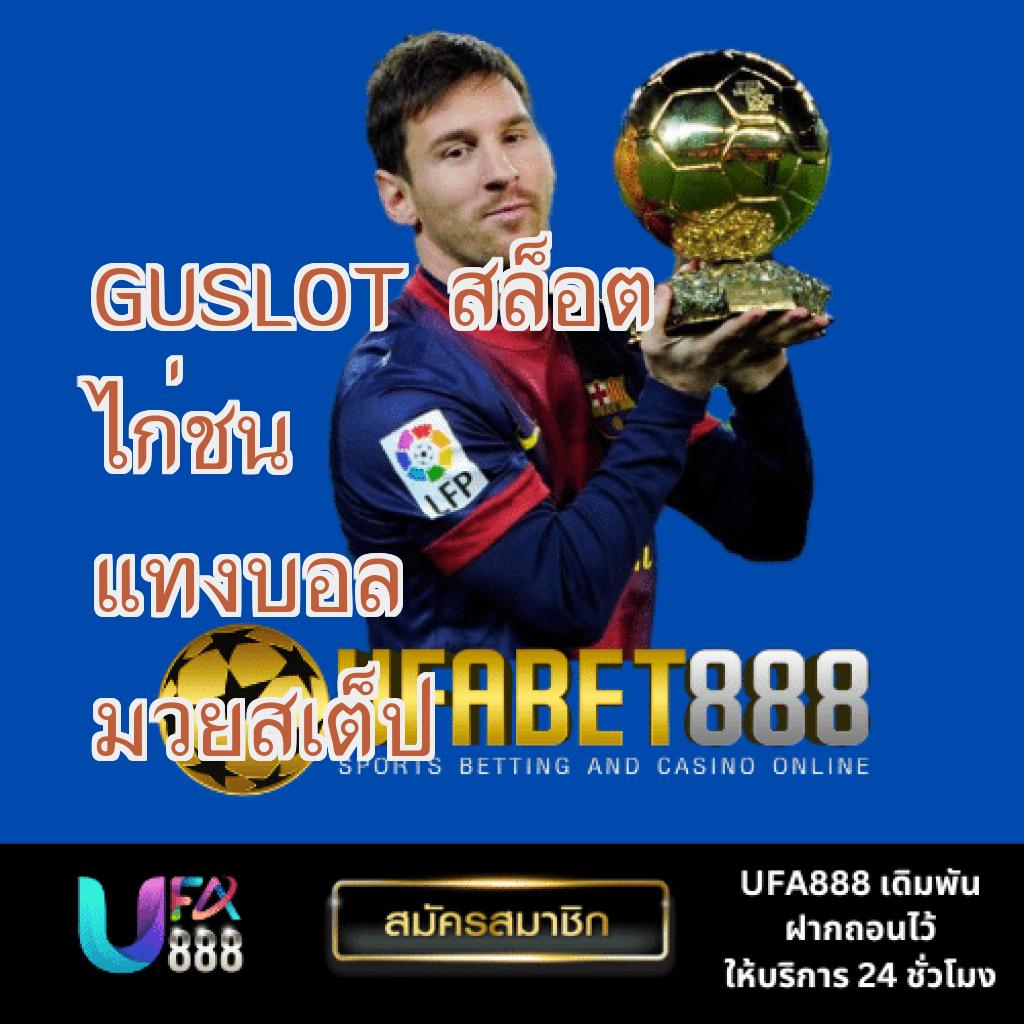 GUSLOT สล็อต
ไก่ชน
LFP
แทงบอล
UFABET888
มวยสเต็ป
SPORTS BETTING AND CASINO ONLINE
UFA
888
สมัครสมาชิก
UFA888 เดิมพัน
ฝากถอนไว้
ให้บริการ 24 ชั่วโมง